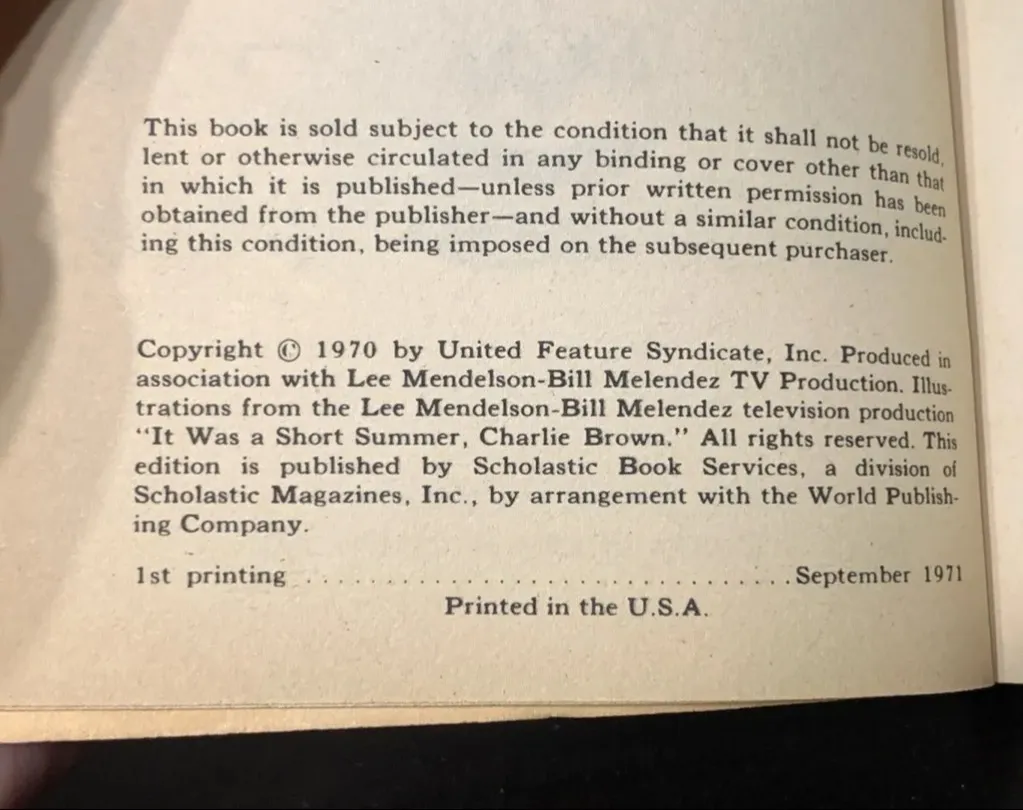 This book is sold subject to the condition that it shall not be resold,
lent or otherwise circulated in any binding or cover other than that
in which it is published—unless prior written permission has been
obtained from the publisher—and without a similar condition, includ-
ing this condition, being imposed on the subsequent purchaser.
Copyright © 1970 by United Feature Syndicate, Inc. Produced in
association with Lee Mendelson-Bill Melendez TV Production. Illus-
trations from the Lee Mendelson-Bill Melendez television production
“It Was a Short Summer, Charlie Brown.” All rights reserved. This
edition is published by Scholastic Book Services, a division of
Scholastic Magazines, Inc., by arrangement with the World Publish-
ing Company.
1st printing . . . . . . . . . . . . . . . . . . . . . . . . . . . . . . . September 1971
Printed in the U.S.A.